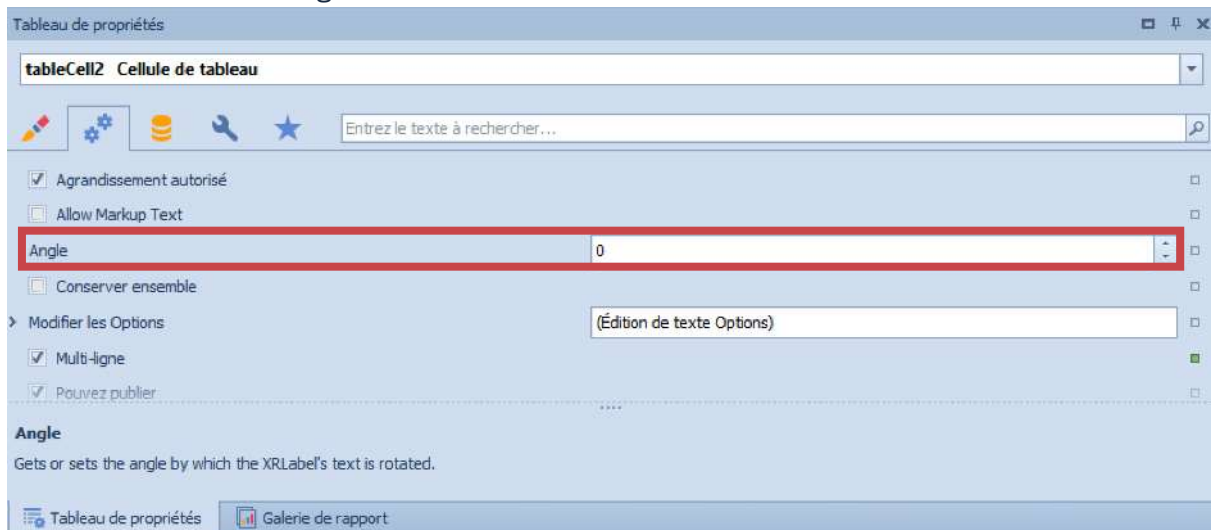 Tableau de propriétés
tableCell2 Cellule de tableau
Entrez le texte à rechercher...
Agrandissement autorisé
Allow Markup Text
Angle 0
Conserver ensemble
Modifier les Options (Édition de texte Options)
Multi-ligne
Pouvez publier
Angle
Gets or sets the angle by which the XRLabel's text is rotated.
Tableau de propriétés Galerie de rapport